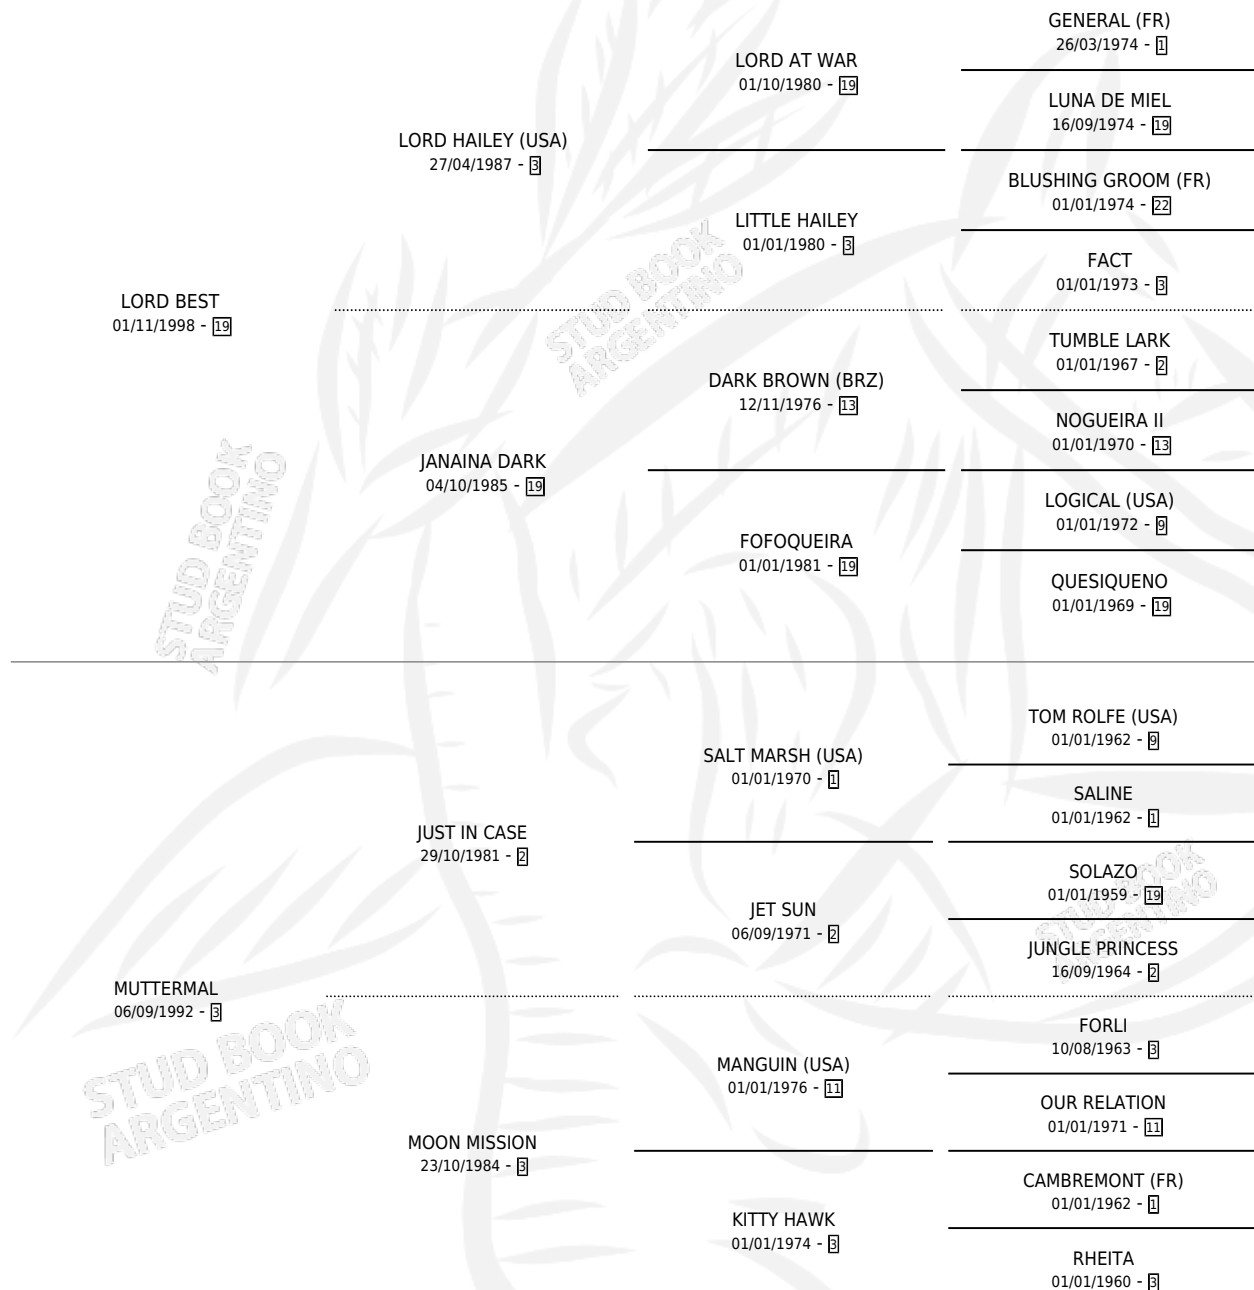 GENERAL (FR)
26/03/1974 - 1
LORD AT WAR
01/10/1980 - 19
LUNA DE MIEL
16/09/1974 - 19
LORD HAILEY (USA)
27/04/1987 - 3
BLUSHING GROOM (FR)
01/01/1974 - 22
LITTLE HAILEY
01/01/1980 - 3
FACT
01/01/1973 - 3
LORD BEST
01/11/1998 - 19
STUD BOOK
ARGENTINO
TUMBLE LARK
01/01/1967 - 2
DARK BROWN (BRZ)
12/11/1976 - 13
NOGUEIRA II
01/01/1970 - 13
JANAINA DARK
04/10/1985 - 19
LOGICAL (USA)
01/01/1972 - 9
FOFOQUEIRA
01/01/1981 - 19
QUESIQUENO
01/01/1969 - 19
STUD BOOK
ARGENTINO
TOM ROLFE (USA)
01/01/1962 - 9
SALT MARSH (USA)
01/01/1970 - 1
SALINE
01/01/1962 - 1
JUST IN CASE
29/10/1981 - 2
SOLAZO
01/01/1959 - 19
JET SUN
06/09/1971 - 2
STUD BOOK
ARGENTINO
JUNGLE PRINCESS
16/09/1964 - 2
MUTTERMAL
06/09/1992 - 3
FORLI
10/08/1963 - 3
MANGUIN (USA)
01/01/1976 - 11
STUD BOOK
ARGENTINO
OUR RELATION
01/01/1971 - 11
MOON MISSION
23/10/1984 - 3
CAMBREMONT (FR)
01/01/1962 - 1
KITTY HAWK
01/01/1974 - 3
RHEITA
01/01/1960 - 3